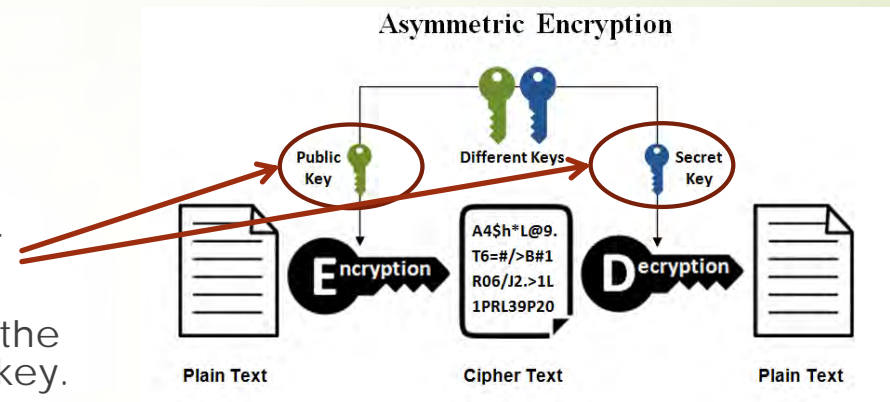 Asymmetric Encryption
Public
Key
Different Keys
Secret
Key
A4$h*L@9.
T6=#/>B#1
R06/J2.>1L
1PRL39P20
Encryption
Decryption
the
key.
Plain Text
Cipher Text
Plain Text